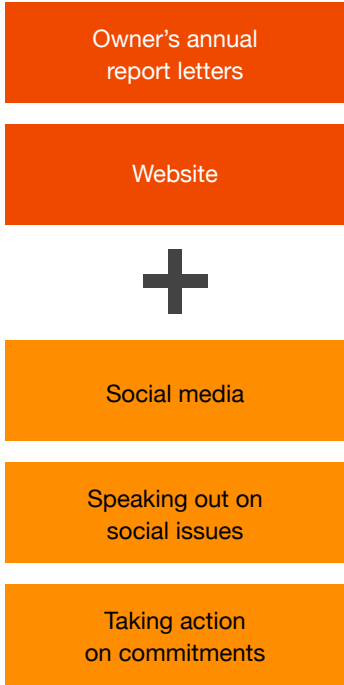 Owner’s annual
report letters
Website
Social media
Speaking out on
social issues
Taking action
on commitments